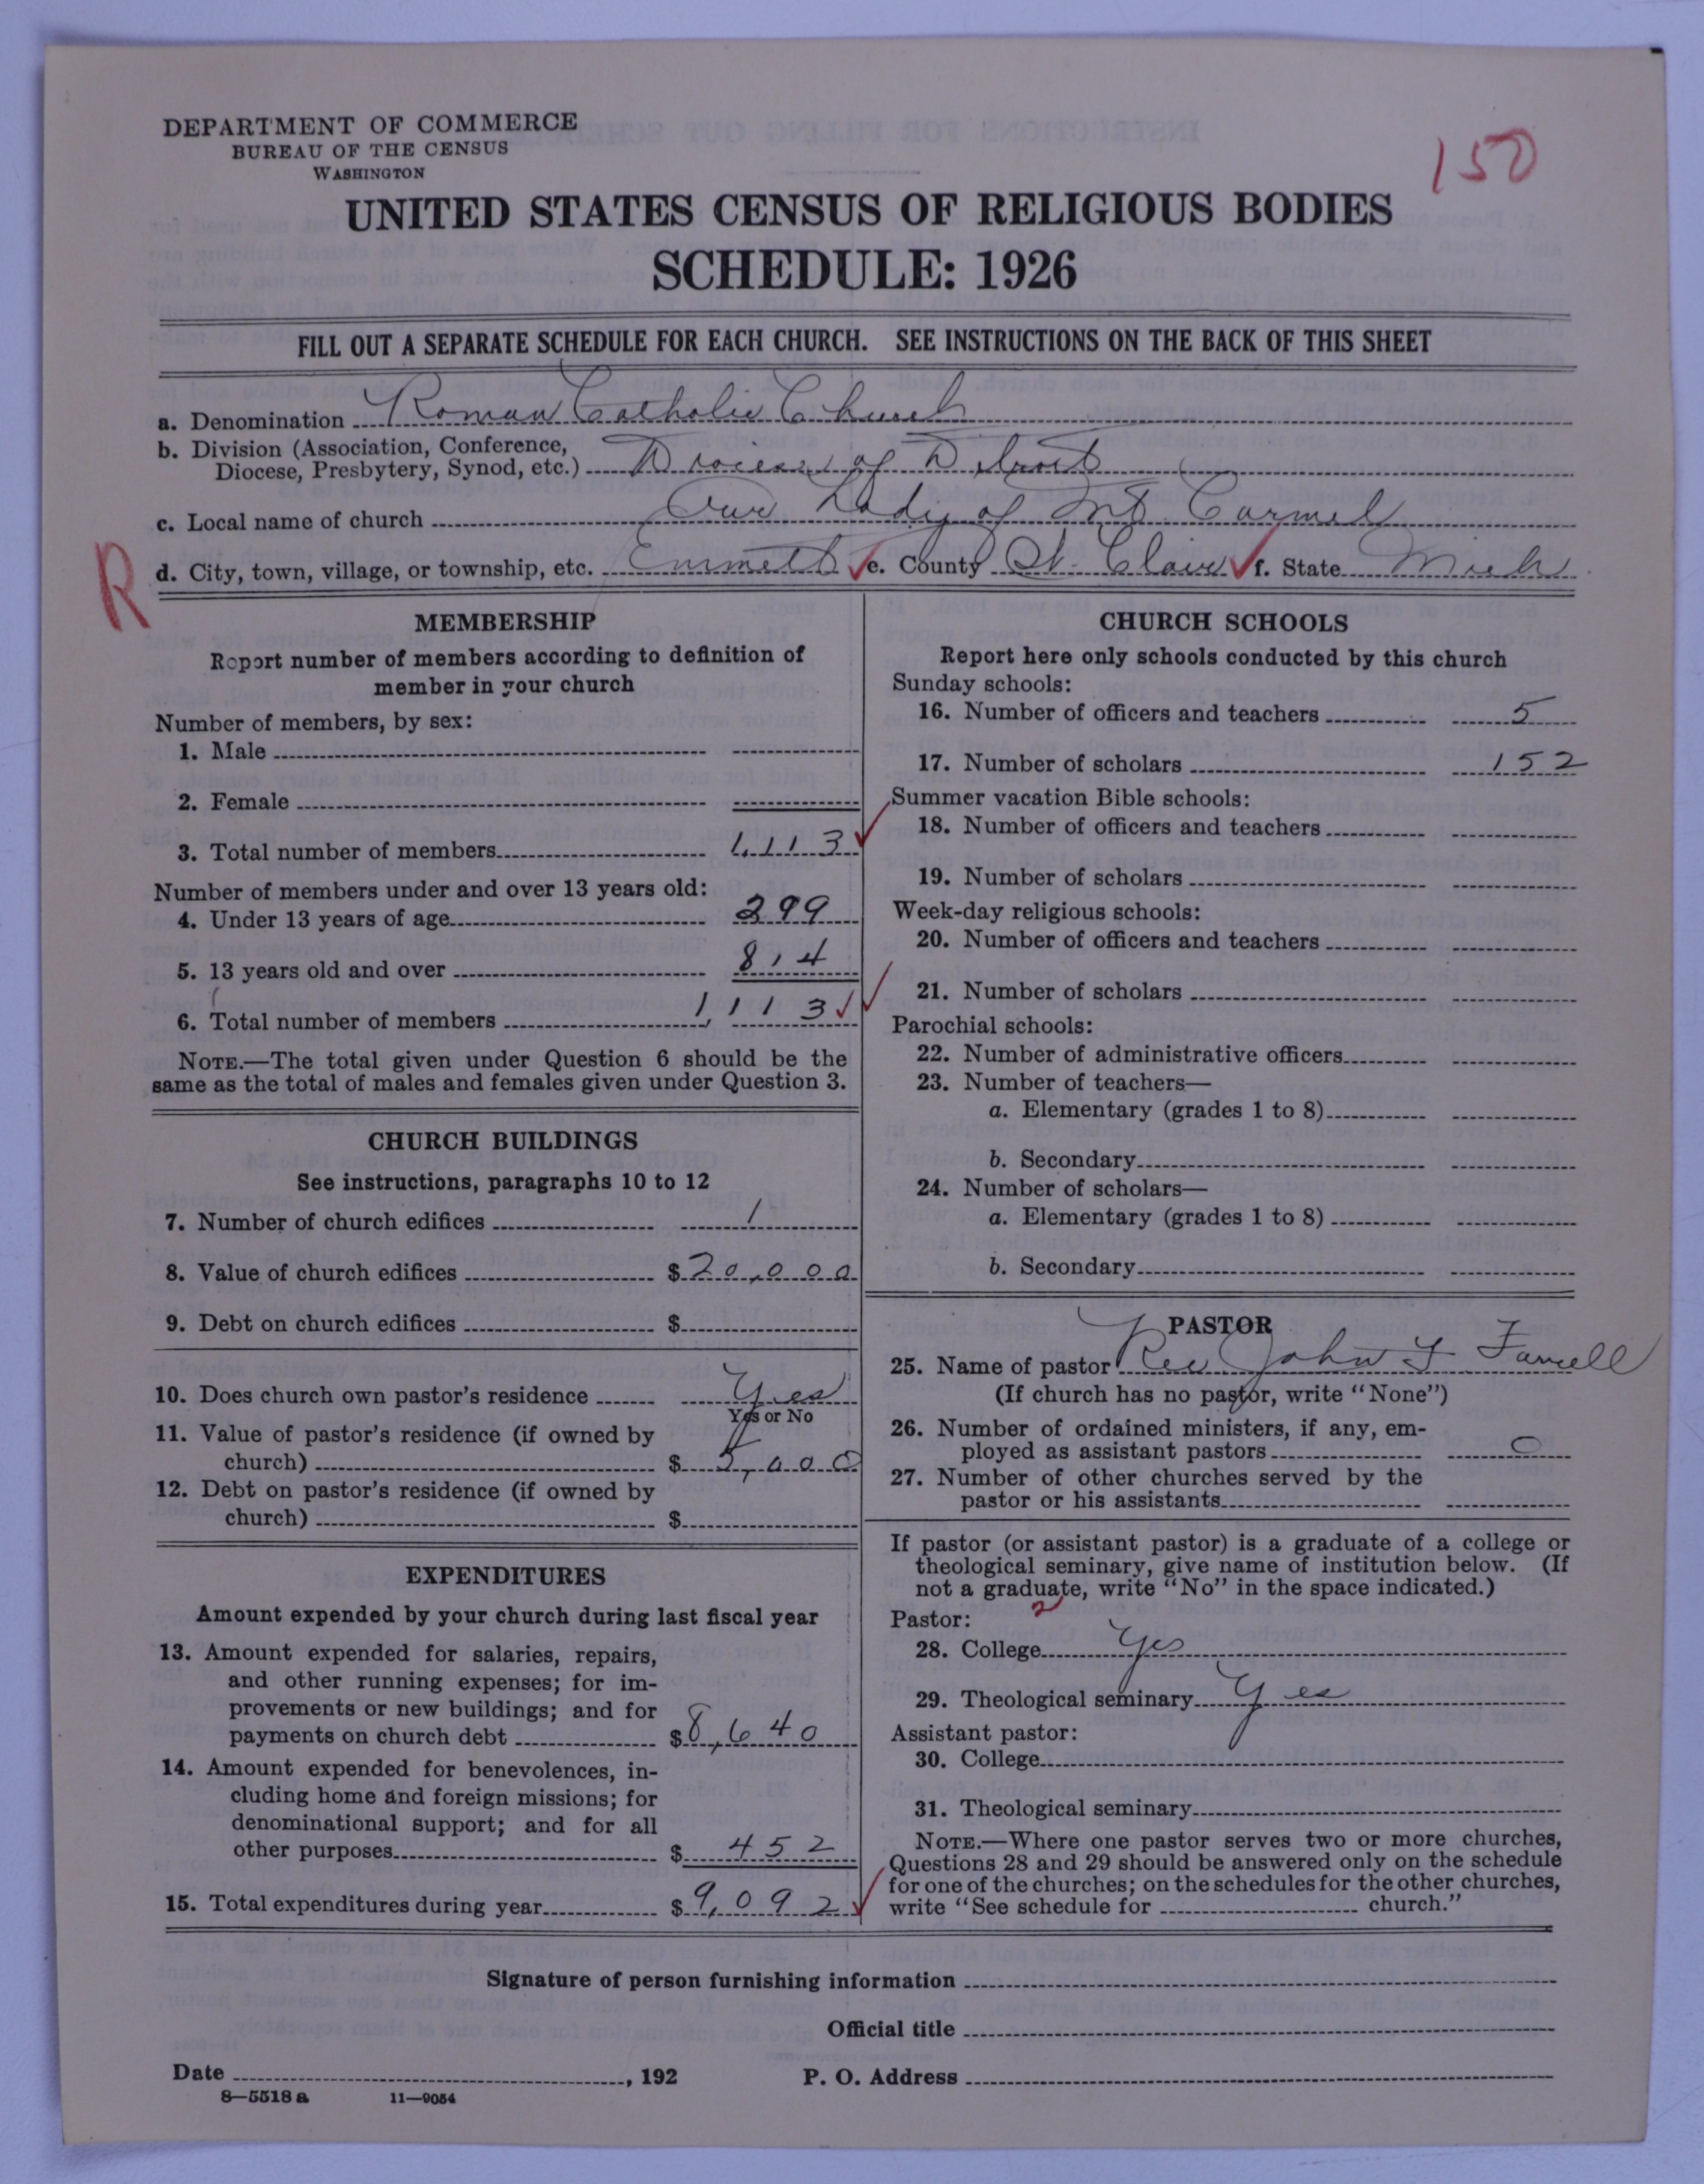 DEPARTMENT OF COMMERCE
BUREAU OF THE CENSUS
WASHINGTON
150
UNITED STATES CENSUS OF RELIGIOUS BODIES
SCHEDULE: 1926
FILL OUT A SEPARATE SCHEDULE FOR EACH CHURCH. SEE INSTRUCTIONS ON THE BACK OF THIS SHEET
a. Denomination Roman Catholic Church
b. Division (Association, Conference,
Diocese, Presbytery, Synod, etc.) Diocese of Detroit
c. Local name of church Our Lady of Mt. Carmel
R
d. City, town, village, or township, etc. Emmett e. County St. Clair f. State Mich
MEMBERSHIP
Report number of members according to definition of
member in your church
Number of members, by sex:
1. Male
2. Female
3. Total number of members 1,113
Number of members under and over 13 years old:
4. Under 13 years of age 299
5. 13 years old and over 814
6. Total number of members 1,113
NOTE.—The total given under Question 6 should be the
same as the total of males and females given under Question 3.
CHURCH BUILDINGS
See instructions, paragraphs 10 to 12
7. Number of church edifices 1
8. Value of church edifices $20,000
9. Debt on church edifices $
10. Does church own pastor's residence Yes
Yes or No
11. Value of pastor's residence (if owned by
church) $5,000
12. Debt on pastor's residence (if owned by
church) $
EXPENDITURES
Amount expended by your church during last fiscal year
13. Amount expended for salaries, repairs,
and other running expenses; for im-
provements or new buildings; and for
payments on church debt $8,640
14. Amount expended for benevolences, in-
cluding home and foreign missions; for
denominational support; and for all
other purposes $452
15. Total expenditures during year $9,092
CHURCH SCHOOLS
Report here only schools conducted by this church
Sunday schools:
16. Number of officers and teachers 5
17. Number of scholars 152
Summer vacation Bible schools:
18. Number of officers and teachers
19. Number of scholars
Week-day religious schools:
20. Number of officers and teachers
21. Number of scholars
Parochial schools:
22. Number of administrative officers
23. Number of teachers—
a. Elementary (grades 1 to 8)
b. Secondary
24. Number of scholars—
a. Elementary (grades 1 to 8)
b. Secondary
PASTOR
25. Name of pastor Rev John F Farrell
(If church has no pastor, write "None")
26. Number of ordained ministers, if any, em-
ployed as assistant pastors 0
27. Number of other churches served by the
pastor or his assistants
If pastor (or assistant pastor) is a graduate of a college or
theological seminary, give name of institution below. (If
not a graduate, write "No" in the space indicated.)
2
Pastor:
28. College Yes
29. Theological seminary Yes
Assistant pastor:
30. College
31. Theological seminary
NOTE.—Where one pastor serves two or more churches,
Questions 28 and 29 should be answered only on the schedule
for one of the churches; on the schedules for the other churches,
write "See schedule for church."
Signature of person furnishing information
Official title
Date , 192 P. O. Address
8—5518 a 11—9054